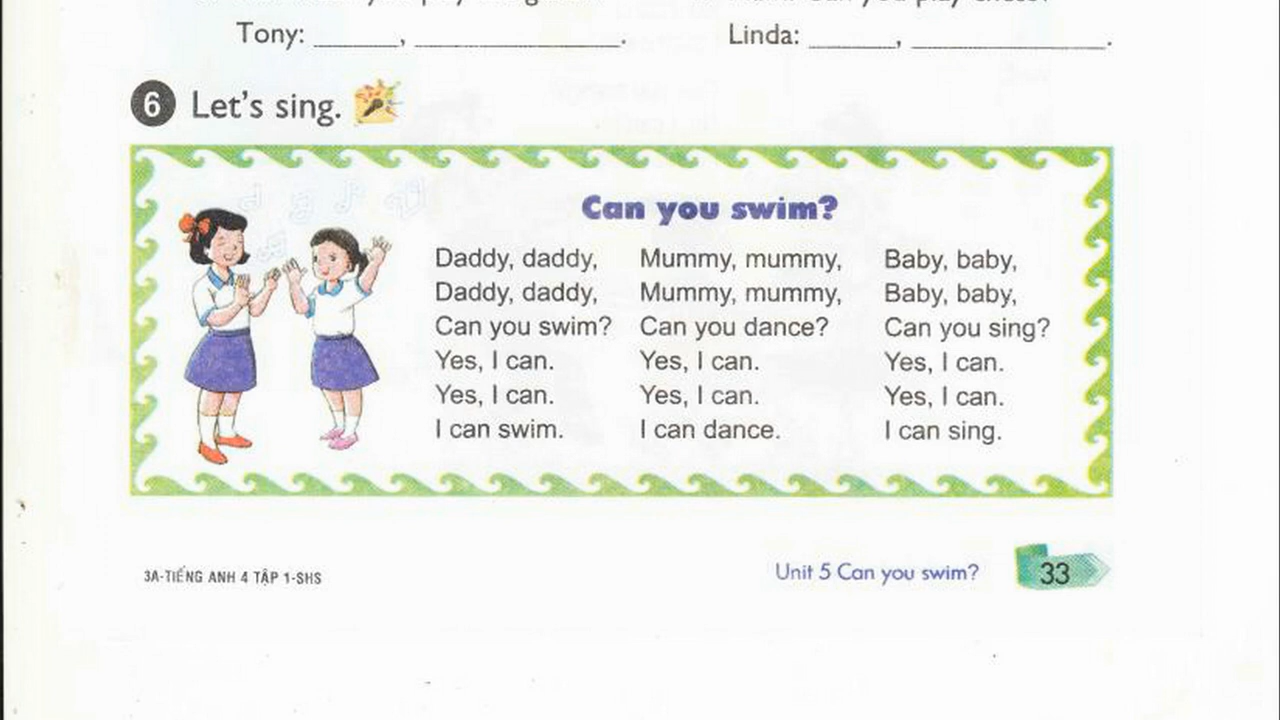 Tony: ______, ______________.
Linda: ______, ______________.
6 Let's sing.
Can you swim?
Daddy, daddy,
Daddy, daddy,
Can you swim?
Yes, I can.
Yes, I can.
I can swim.
Mummy, mummy,
Mummy, mummy,
Can you dance?
Yes, I can.
Yes, I can.
I can dance.
Baby, baby,
Baby, baby,
Can you sing?
Yes, I can.
Yes, I can.
I can sing.
3A-TIẾNG ANH 4 TẬP 1-SHS
Unit 5 Can you swim?
33